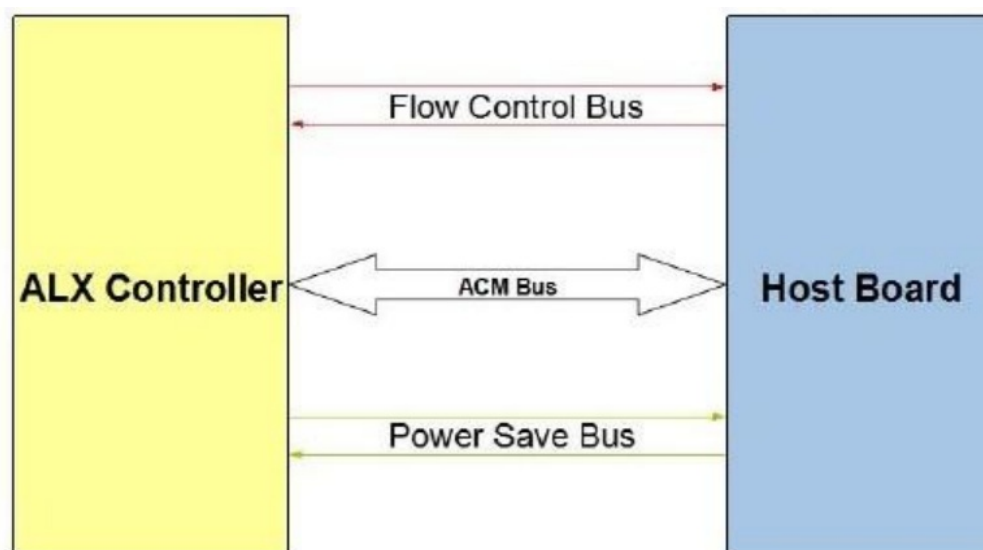 Flow Control Bus
ALX Controller
ACM Bus
Host Board
Power Save Bus